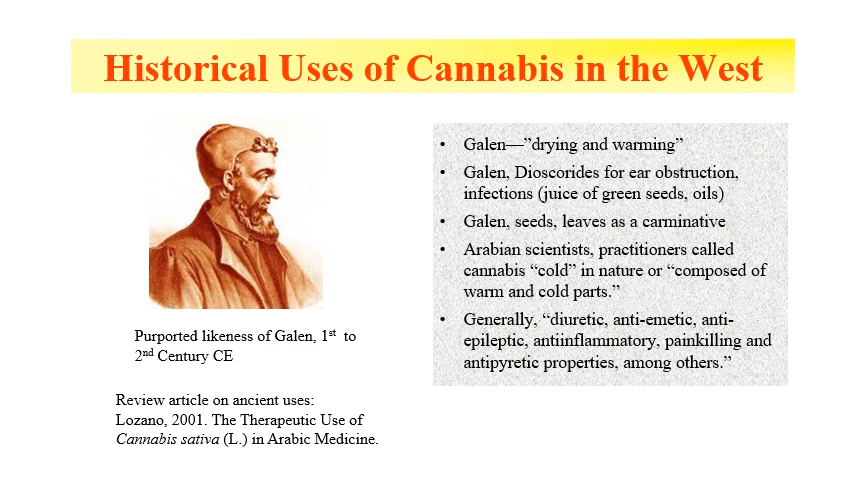 Historical Uses of Cannabis in the West
• Galen—”drying and warming”
• Galen, Dioscorides for ear obstruction,
infections (juice of green seeds, oils)
• Galen, seeds, leaves as a carminative
• Arabian scientists, practitioners called
cannabis “cold” in nature or “composed of
warm and cold parts.”
• Generally, “diuretic, anti-emetic, anti-
epileptic, antiinflammatory, painkilling and
antipyretic properties, among others.”
Purported likeness of Galen, 1st to
2nd Century CE
Review article on ancient uses:
Lozano, 2001. The Therapeutic Use of
Cannabis sativa (L.) in Arabic Medicine.